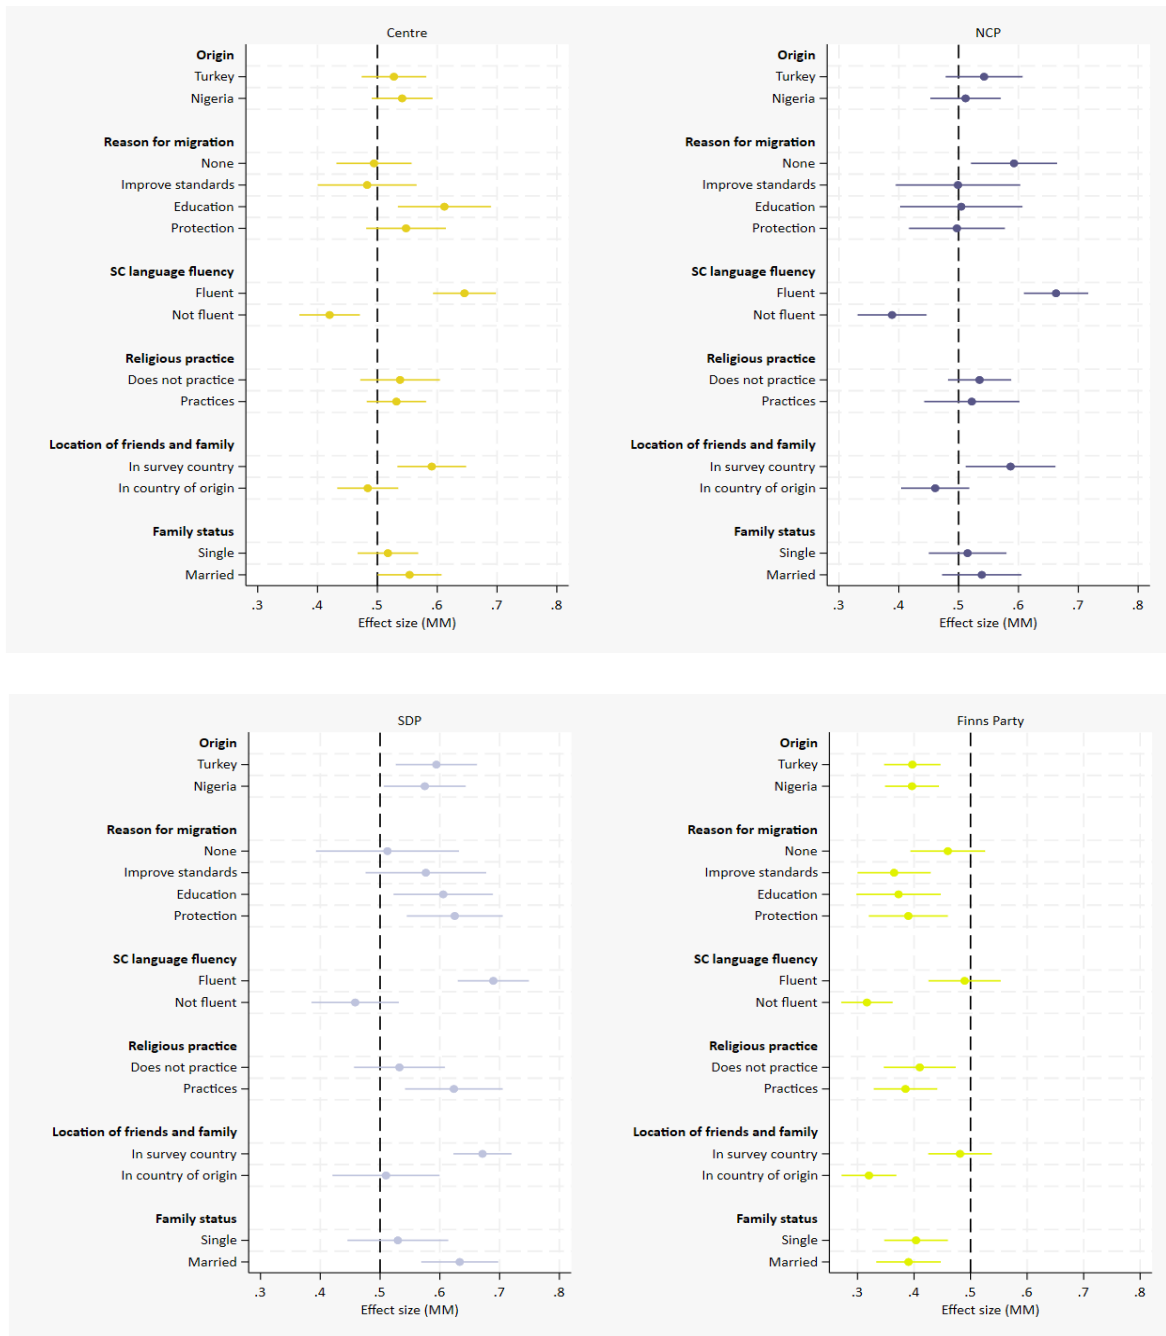 Centre
Origin
Turkey
Nigeria
Reason for migration
None
Improve standards
Education
Protection
SC language fluency
Fluent
Not fluent
Religious practice
Does not practice
Practices
Location of friends and family
In survey country
In country of origin
Family status
Single
Married
.3 .4 .5 .6 .7 .8
Effect size (MM)
NCP
Origin
Turkey
Nigeria
Reason for migration
None
Improve standards
Education
Protection
SC language fluency
Fluent
Not fluent
Religious practice
Does not practice
Practices
Location of friends and family
In survey country
In country of origin
Family status
Single
Married
.3 .4 .5 .6 .7 .8
Effect size (MM)
SDP
Origin
Turkey
Nigeria
Reason for migration
None
Improve standards
Education
Protection
SC language fluency
Fluent
Not fluent
Religious practice
Does not practice
Practices
Location of friends and family
In survey country
In country of origin
Family status
Single
Married
.3 .4 .5 .6 .7 .8
Effect size (MM)
Finns Party
Origin
Turkey
Nigeria
Reason for migration
None
Improve standards
Education
Protection
SC language fluency
Fluent
Not fluent
Religious practice
Does not practice
Practices
Location of friends and family
In survey country
In country of origin
Family status
Single
Married
.3 .4 .5 .6 .7 .8
Effect size (MM)